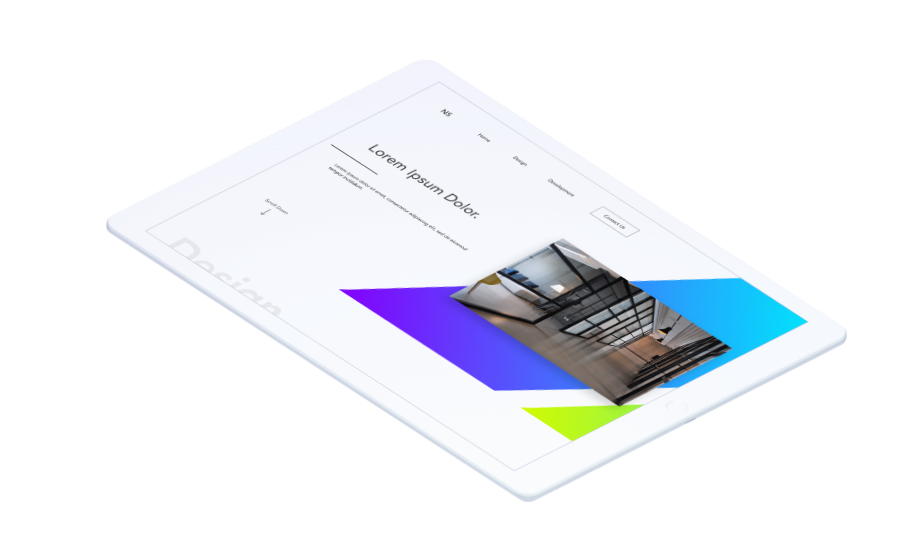 NS
Home
Design
Development
Contact Us
Lorem Ipsum Dolor.
Lorem ipsum dolor sit amet, consectetur adipiscing elit, sed do eiusmod
tempor incididunt.
Scroll Down
Design